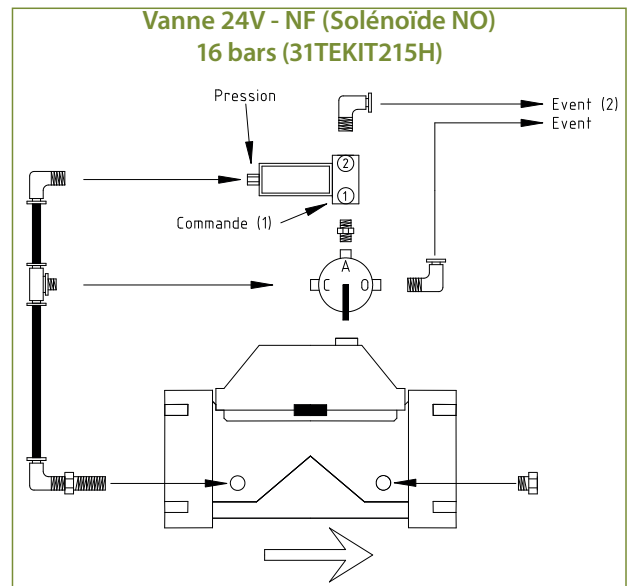 Vanne 24V - NF (Solénoïde NO)
16 bars (31TEKIT215H)
Pression
Event (2)
Event
2
1
Commande (1)
A
C O